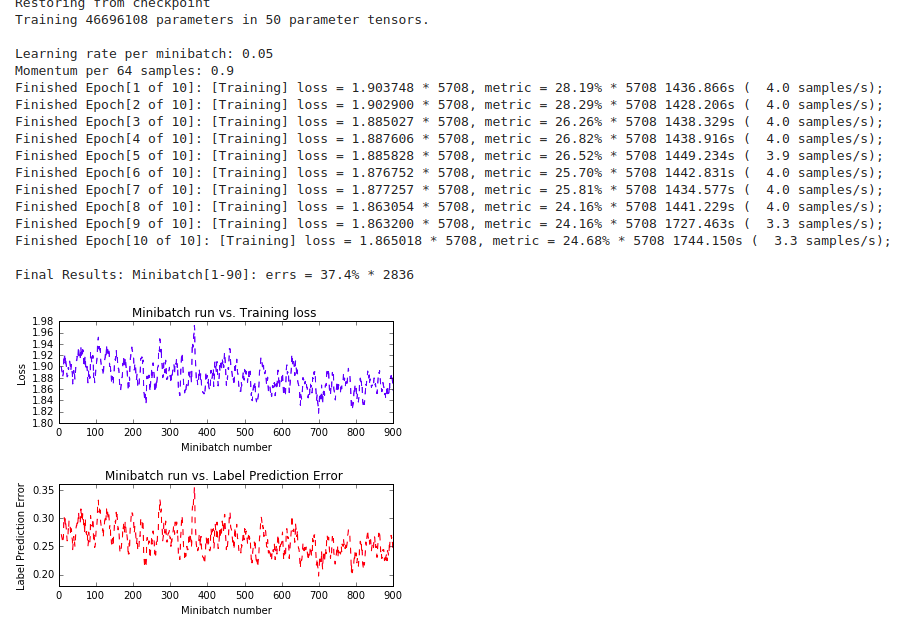 Restoring from checkpoint
Training 46696108 parameters in 50 parameter tensors.
Learning rate per minibatch: 0.05
Momentum per 64 samples: 0.9
Finished Epoch[1 of 10]: [Training] loss = 1.903748 * 5708, metric = 28.19% * 5708 1436.866s (  4.0 samples/s);
Finished Epoch[2 of 10]: [Training] loss = 1.902900 * 5708, metric = 28.29% * 5708 1428.206s (  4.0 samples/s);
Finished Epoch[3 of 10]: [Training] loss = 1.885027 * 5708, metric = 26.26% * 5708 1438.329s (  4.0 samples/s);
Finished Epoch[4 of 10]: [Training] loss = 1.887606 * 5708, metric = 26.82% * 5708 1438.916s (  4.0 samples/s);
Finished Epoch[5 of 10]: [Training] loss = 1.885828 * 5708, metric = 26.52% * 5708 1449.234s (  3.9 samples/s);
Finished Epoch[6 of 10]: [Training] loss = 1.876752 * 5708, metric = 25.70% * 5708 1442.831s (  4.0 samples/s);
Finished Epoch[7 of 10]: [Training] loss = 1.877257 * 5708, metric = 25.81% * 5708 1434.577s (  4.0 samples/s);
Finished Epoch[8 of 10]: [Training] loss = 1.863054 * 5708, metric = 24.16% * 5708 1441.229s (  4.0 samples/s);
Finished Epoch[9 of 10]: [Training] loss = 1.863200 * 5708, metric = 24.16% * 5708 1727.463s (  3.3 samples/s);
Finished Epoch[10 of 10]: [Training] loss = 1.865018 * 5708, metric = 24.68% * 5708 1744.150s (  3.3 samples/s);
Final Results: Minibatch[1-90]: errs = 37.4% * 2836
Minibatch run vs. Training loss
1.98
1.96
1.94
1.92
1.90
1.88
1.86
1.84
1.82
1.80
Loss
0 100 200 300 400 500 600 700 800 900
Minibatch number
Minibatch run vs. Label Prediction Error
0.35
0.30
0.25
0.20
Label Prediction Error
0 100 200 300 400 500 600 700 800 900
Minibatch number